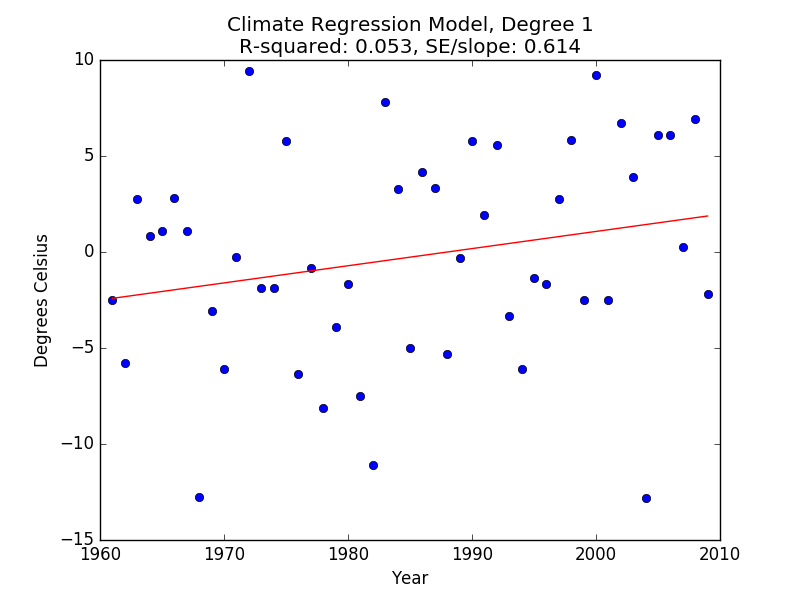 Climate Regression Model, Degree 1
R-squared: 0.053, SE/slope: 0.614
10
5
0
−5
−10
−15
Degrees Celsius
1960 1970 1980 1990 2000 2010
Year